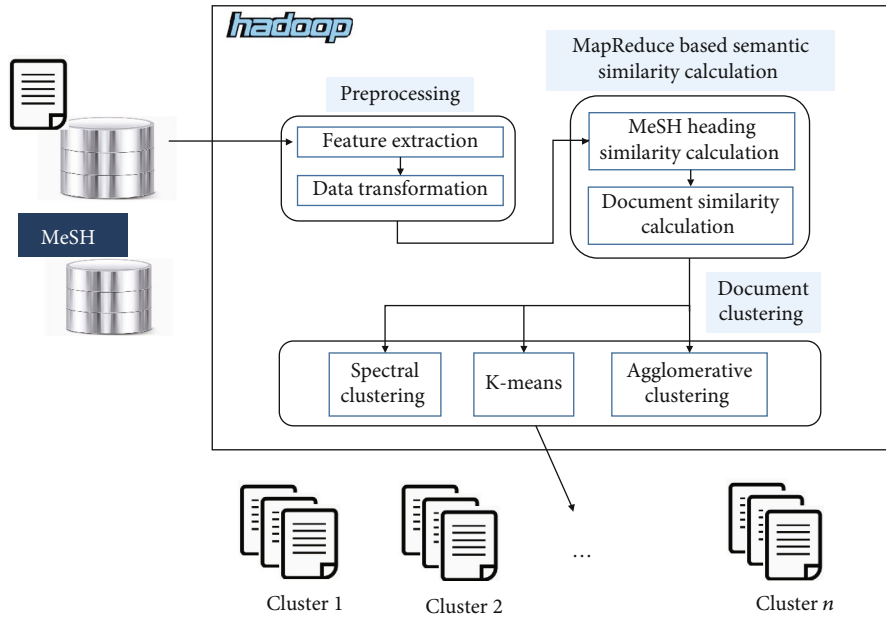 hadoop
MapReduce based semantic
similarity calculation
Preprocessing
Feature extraction
Data transformation
MeSH heading
similarity calculation
Document similarity
calculation
MeSH
Document
clustering
Spectral
clustering
K-means
Agglomerative
clustering
...
Cluster 1
Cluster 2
Cluster n